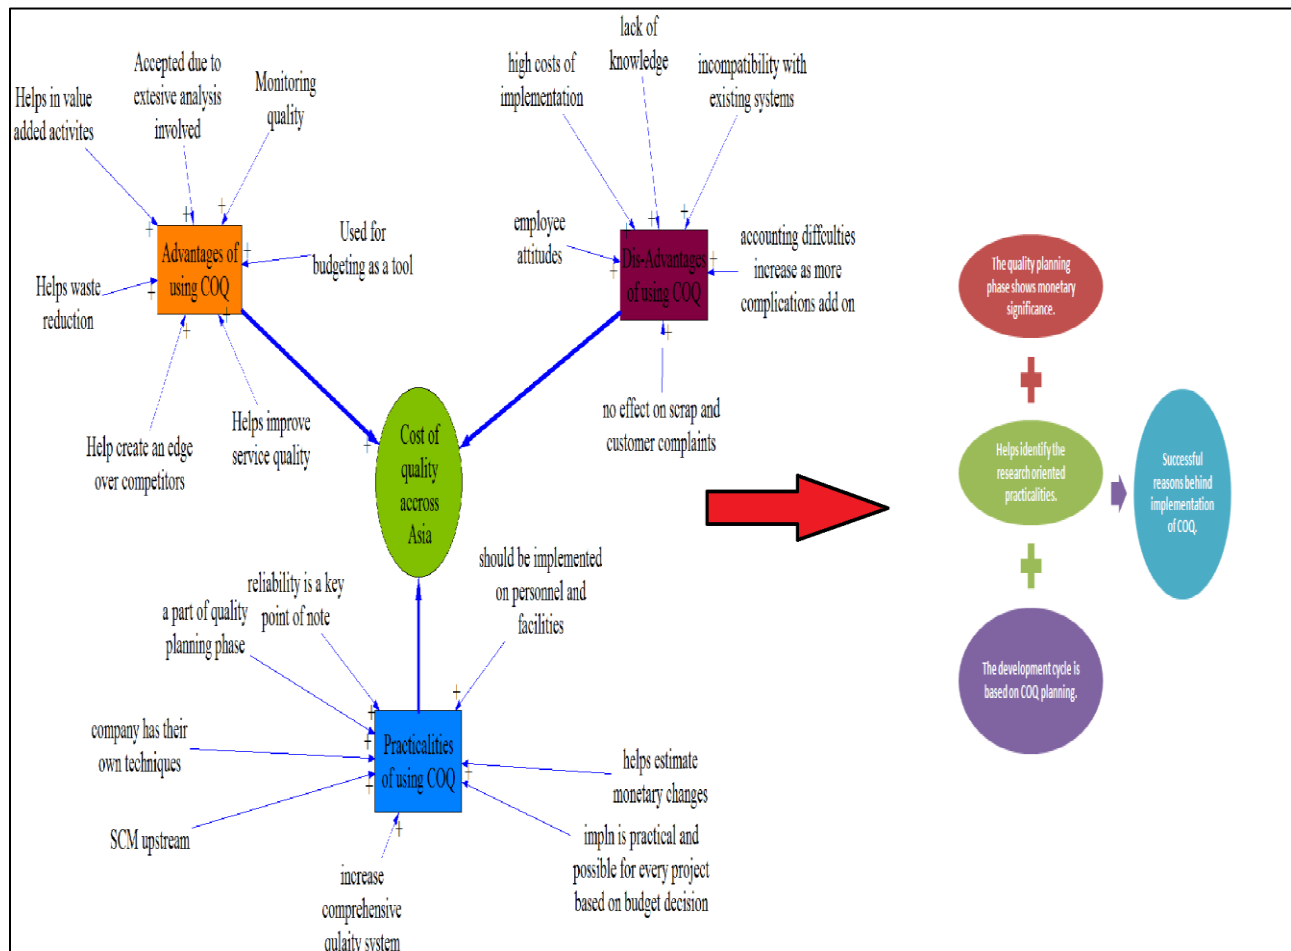 Helps in value
added activites
Accepted due to
extesive analysis
involved
Monitoring
quality
Used for
budgeting as a tool
Advantages of
using COQ
Helps waste
reduction
Help create an edge
over competitors
Helps improve
service quality
high costs of
implementation
lack of
knowledge
incompatibility with
existing systems
employee
attitudes
Dis-Advantages
of using COQ
accounting diffculties
increase as more
complications add on
no effect on scrap and
customer complaints
Cost of
quality
accross
Asia
reliability is a key
point of note
should be implemented
on personnel and
facilities
a part of quality
planning phase
company has their
own techniques
Practicalities
of using COQ
SCM upstream
helps estimate
monetary changes
increase
comprehensive
qulaity system
impln is practical and
possible for every project
based on budget decision
The quality planning
phase shows monetary
significance.
Helps identify the
research oriented
practicalities.
The development cycle is
based on COQ planning.
Successful
reasons behind
implementation
of COQ.